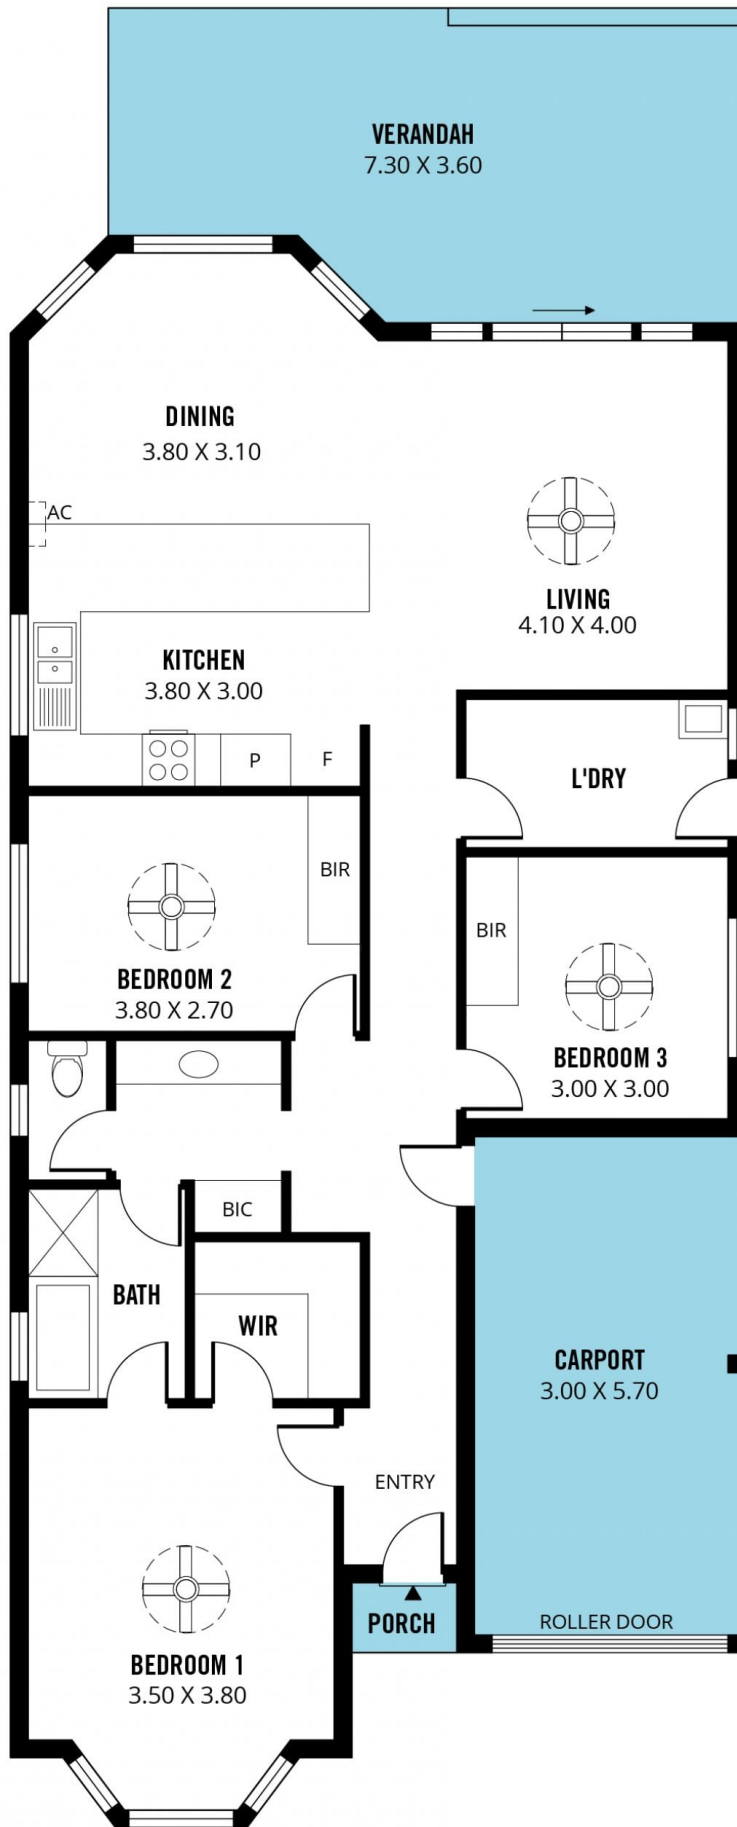 VERANDAH
7.30 X 3.60
DINING
3.80 X 3.10
AC
LIVING
4.10 X 4.00
KITCHEN
3.80 X 3.00
P
F
L'DRY
BIR
BIR
BEDROOM 2
3.80 X 2.70
BEDROOM 3
3.00 X 3.00
BIC
BATH
WIR
CARPORT
3.00 X 5.70
ENTRY
PORCH
ROLLER DOOR
BEDROOM 1
3.50 X 3.80